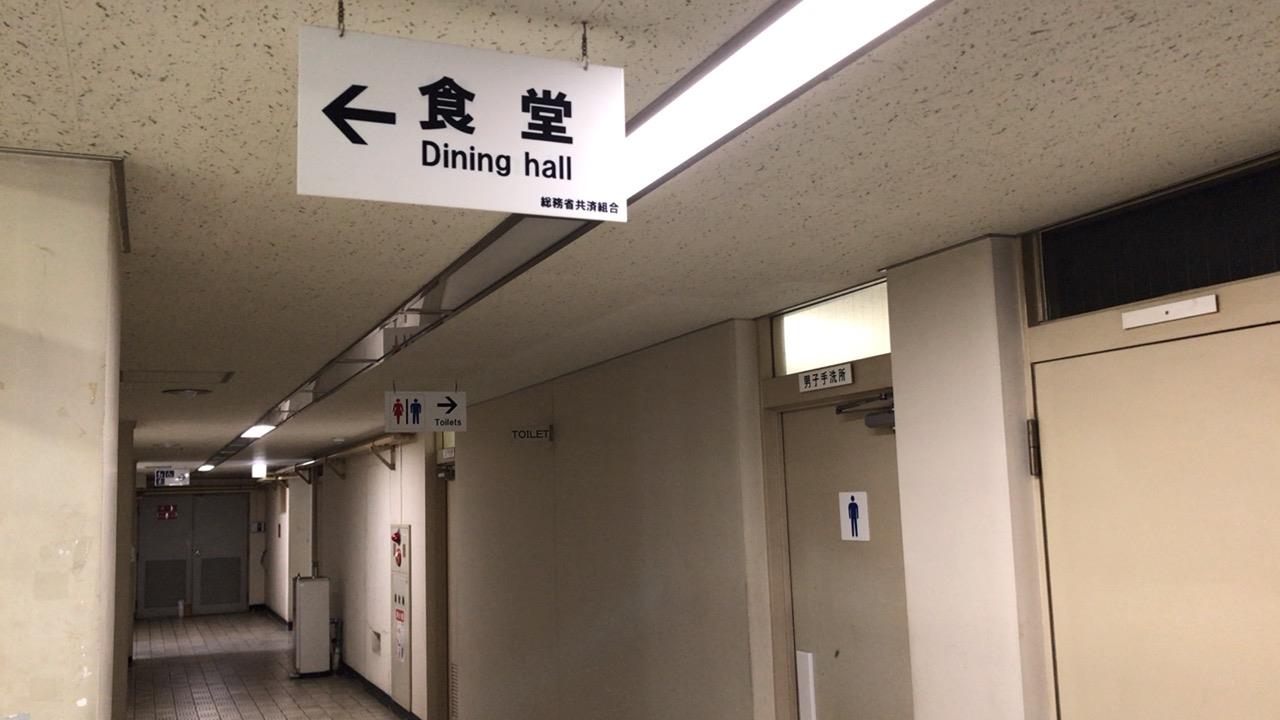 食堂
Dining hall
総務省共済組合
男子手洗所
Toilets
TOILET